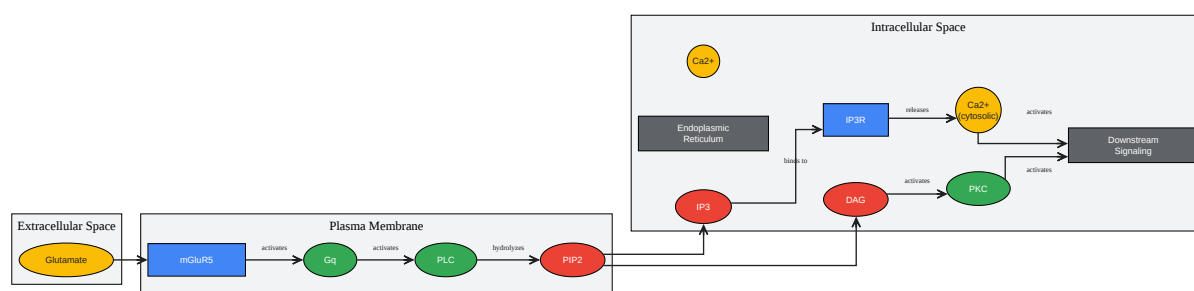 Intracellular Space
Ca2+
Endoplasmic
Reticulum
IP3R
releases
Ca2+
(cytosolic)
activates
Downstream
Signaling
binds to
IP3
DAG
activates
PKC
activates
Extracellular Space
Glutamate
Plasma Membrane
mGluR5
activates
Gq
activates
PLC
hydrolyzes
PIP2